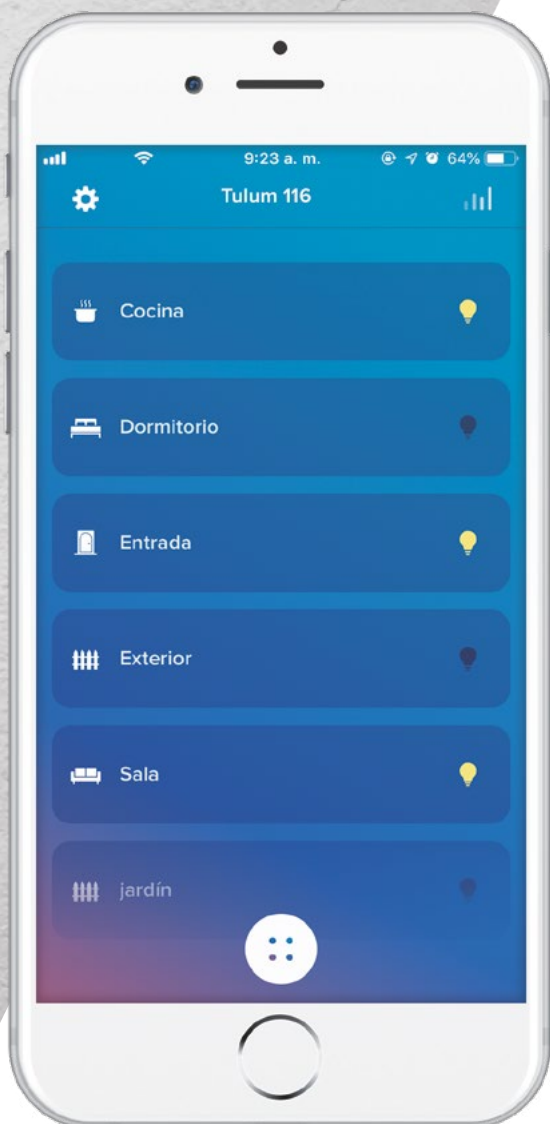 9:23 a. m.
64%
Tulum 116
Cocina
Dormitorio
Entrada
Exterior
Sala
jardín